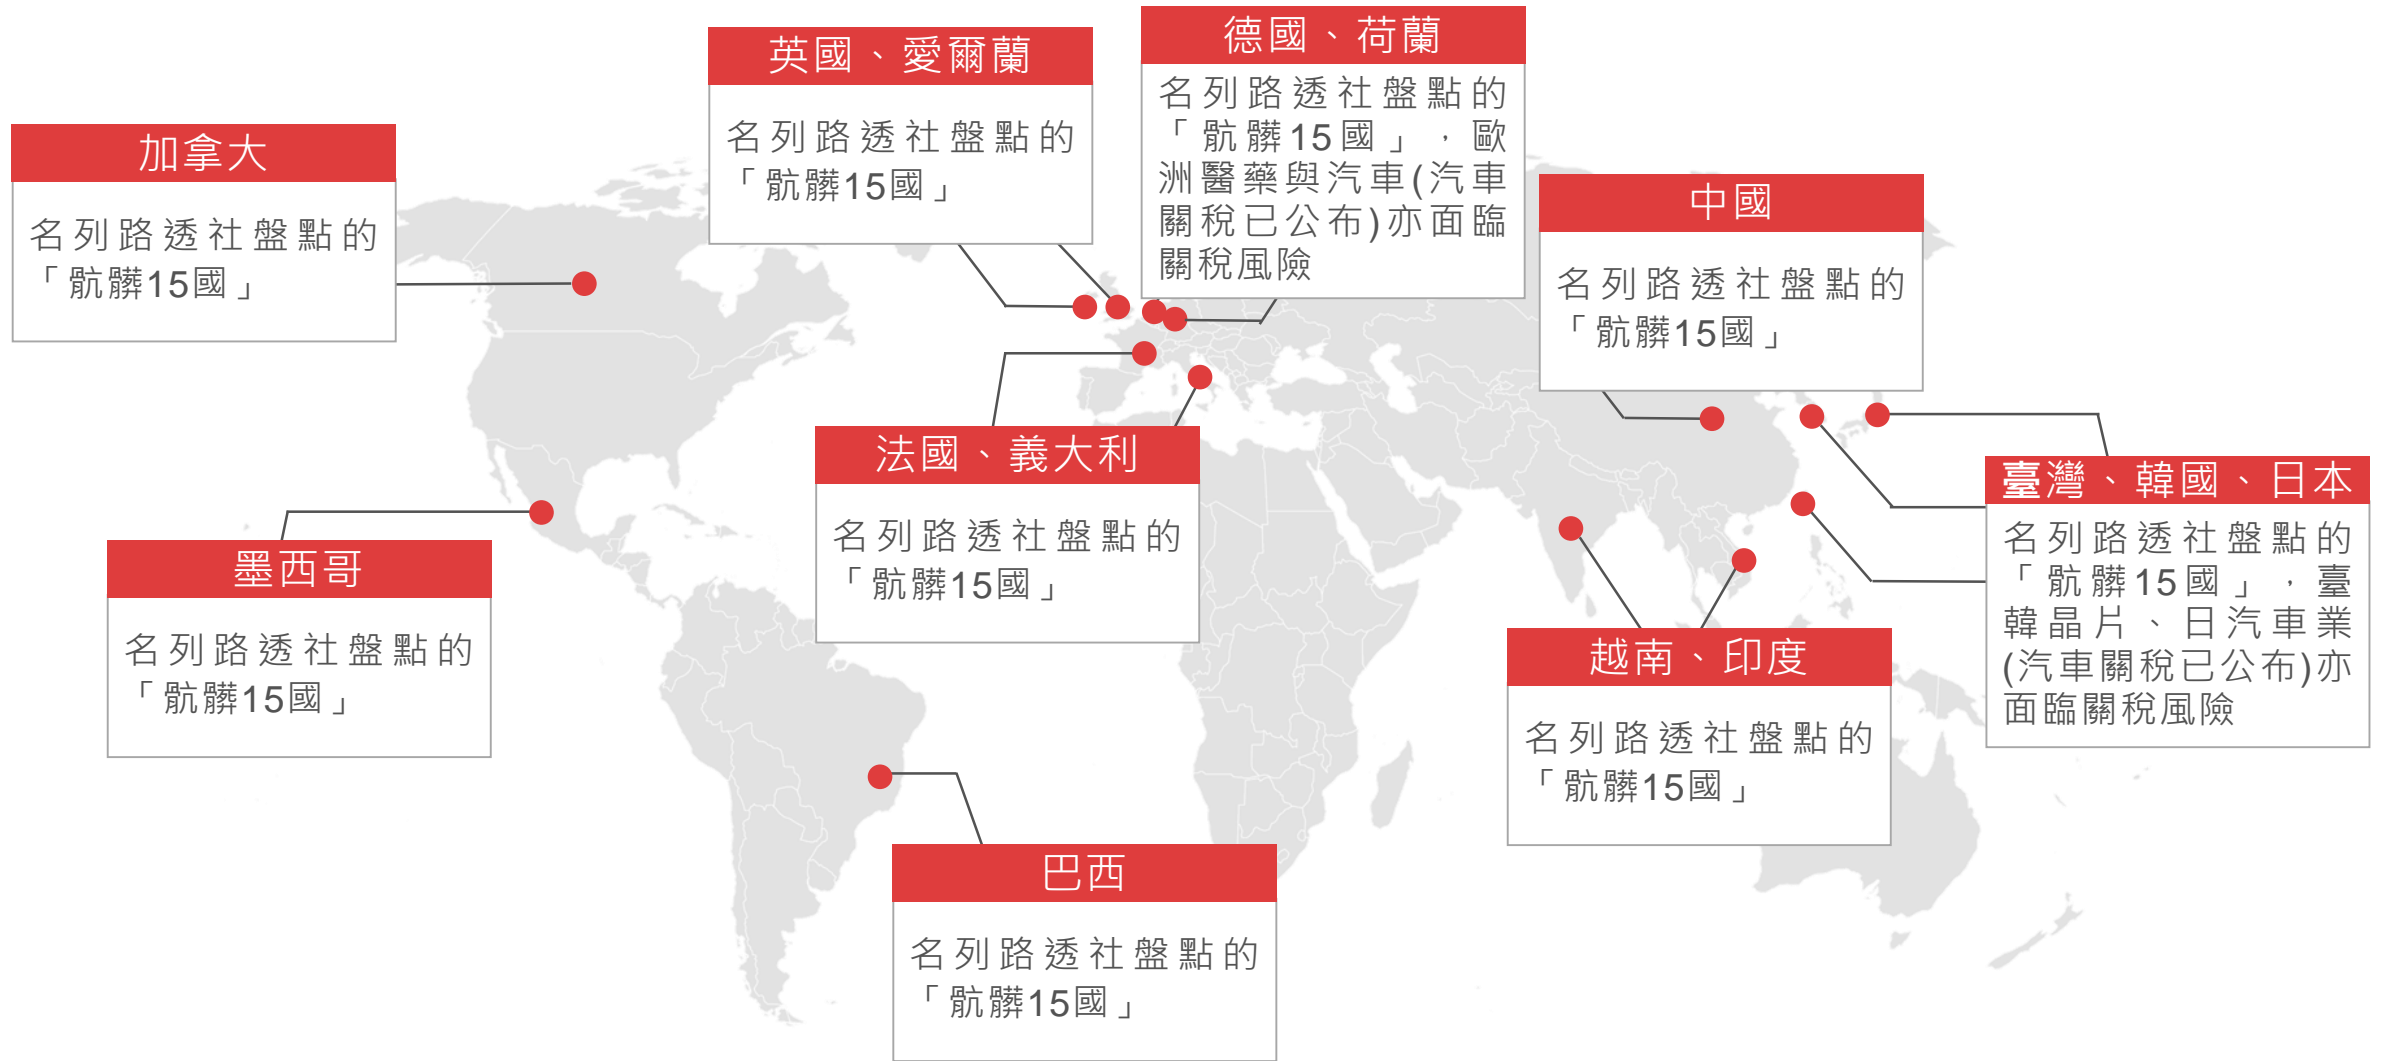 加拿大
名列路透社盤點的
「骯髒15國」
英國、愛爾蘭
名列路透社盤點的
「骯髒15國」
德國、荷蘭
名列路透社盤點的
「骯髒15國」，歐
洲醫藥與汽車(汽車
關稅已公布)亦面臨
關稅風險
中國
名列路透社盤點的
「骯髒15國」
法國、義大利
名列路透社盤點的
「骯髒15國」
臺灣、韓國、日本
名列路透社盤點的
「骯髒15國」，臺
韓晶片、日汽車業
(汽車關稅已公布)亦
面臨關稅風險
墨西哥
名列路透社盤點的
「骯髒15國」
越南、印度
名列路透社盤點的
「骯髒15國」
巴西
名列路透社盤點的
「骯髒15國」